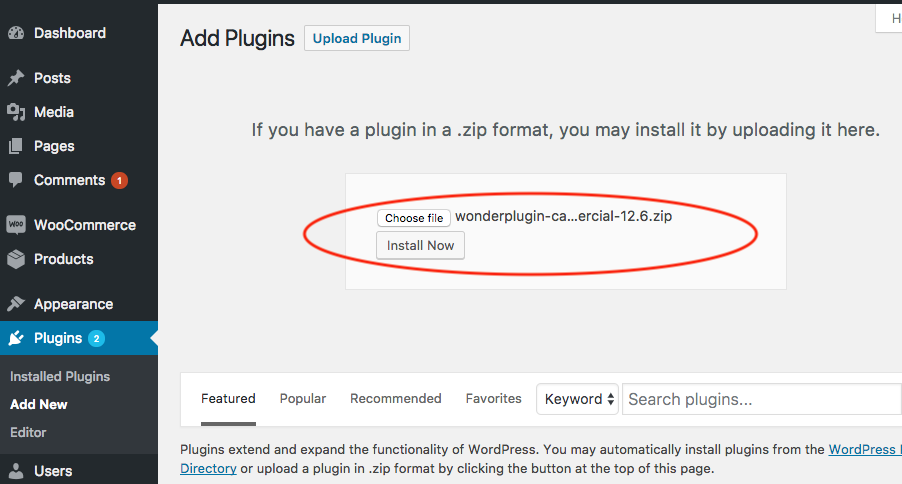 Dashboard
Posts
Media
Pages
Comments 1
WooCommerce
Products
Appearance
Plugins 2
Installed Plugins
Add New
Editor
Users
H
Add Plugins Upload Plugin
If you have a plugin in a .zip format, you may install it by uploading it here.
Choose file wonderplugin-ca...ercial-12.6.zip
Install Now
Featured Popular Recommended Favorites Keyword Search plugins...
Plugins extend and expand the functionality of WordPress. You may automatically install plugins from the WordPress
Directory or upload a plugin in .zip format by clicking the button at the top of this page.